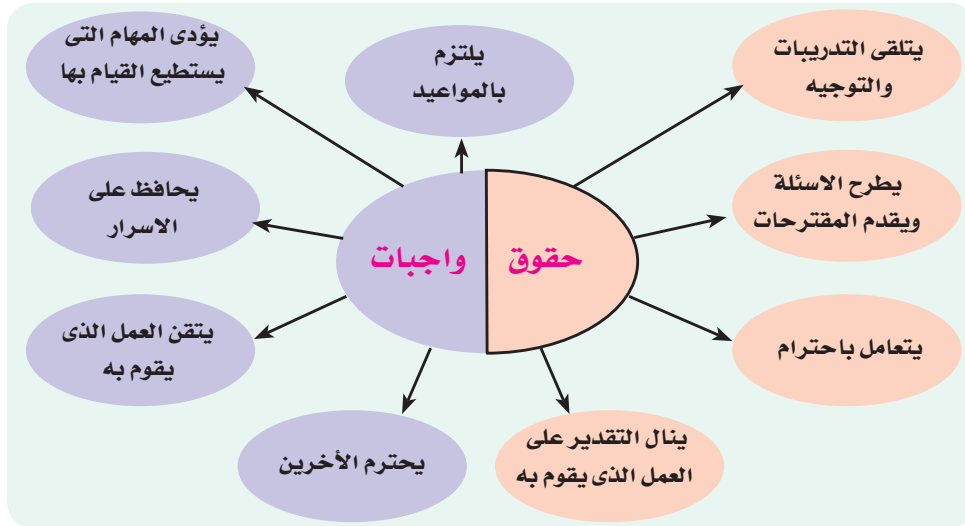 يتلقى التدريبات
والتوجيه
يطرح الاسئلة
ويقدم المقترحات
يتعامل باحترام
ينال التقدير على
العمل الذى يقوم به
حقوق
واجبات
يلتزم
بالمواعيد
يؤدى المهام التى
يستطيع القيام بها
يحافظ على
الاسرار
يتقن العمل الذى
يقوم به
يحترم الأخرين